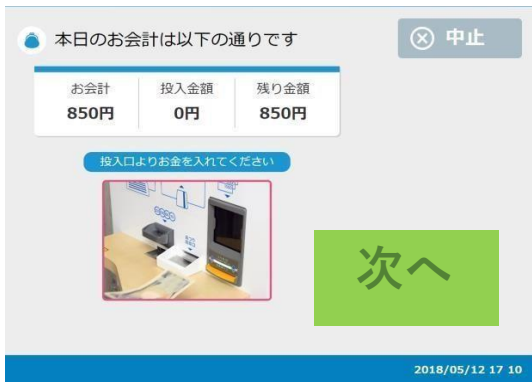 本日のお会計は以下の通りです
中止
お会計 投入金額 残り金額
850円 0円 850円
投入口よりお金を入れてください
次へ
2018/05/12 17 10